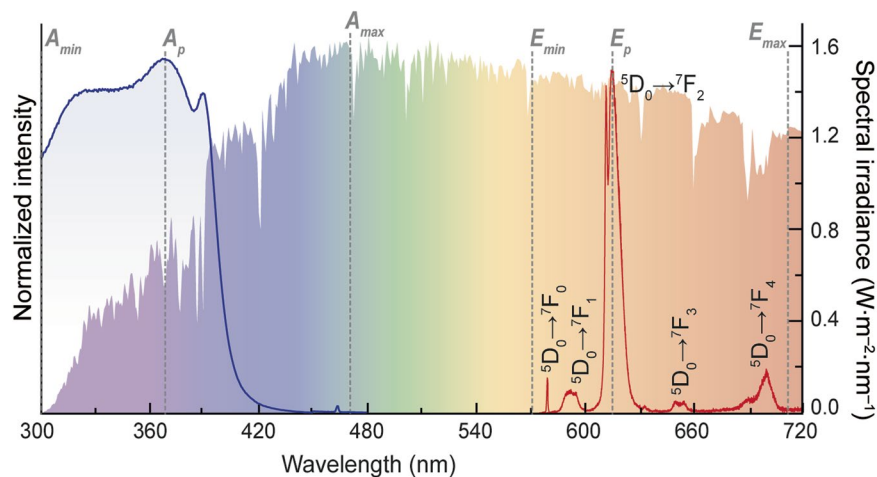 A_min A_p A_max E_min E_p E_max
⁵D₀→⁷F₂
⁵D₀→⁷F₀
⁵D₀→⁷F₁
⁵D₀→⁷F₃
⁵D₀→⁷F₄
Normalized intensity
1.6
1.2
0.8
0.4
0.0
Spectral irradiance (W·m⁻²·nm⁻¹)
300 360 420 480 540 600 660 720
Wavelength (nm)